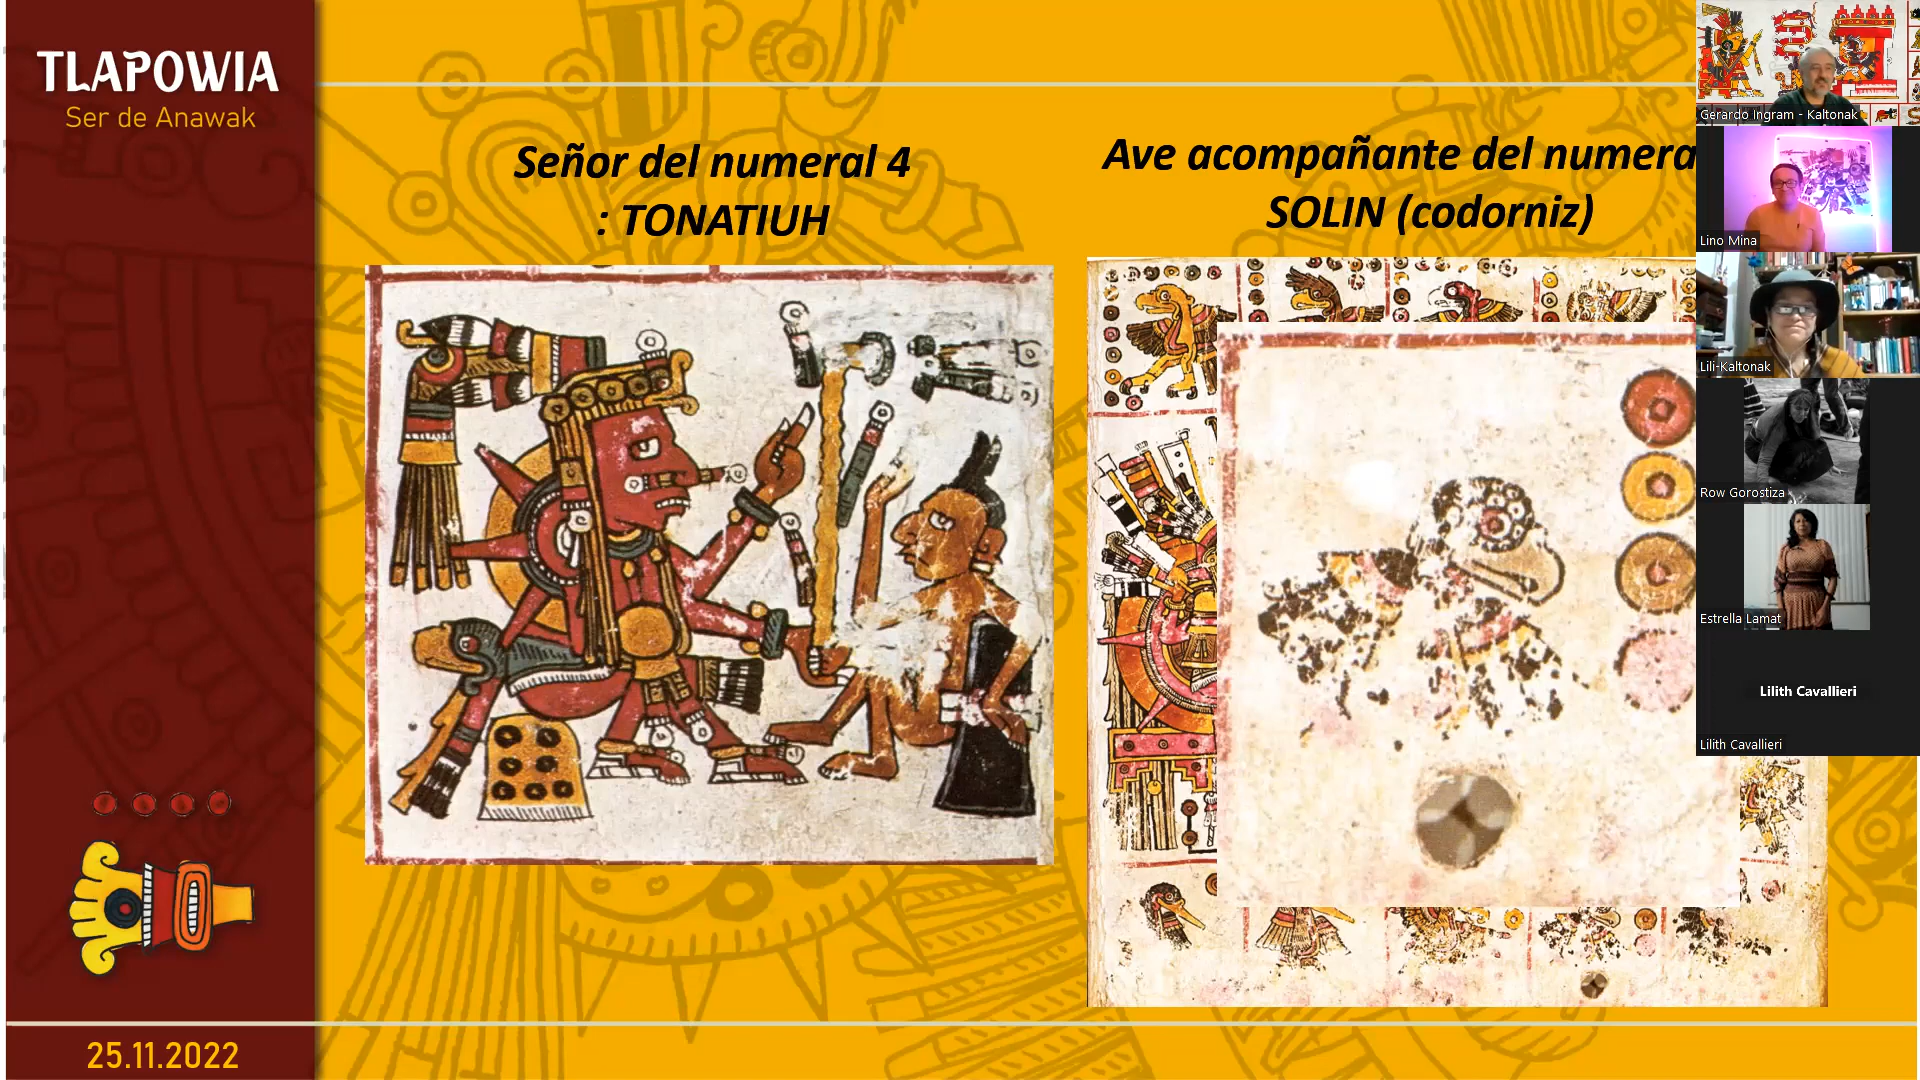 TLAPOWIA
Ser de Anawak
Señor del numeral 4
: TONATIUH
Ave acompañante del numera
SOLIN (codorniz)
Gerardo Ingram - Kaltonak
Lino Mina
Lili-Kaltonak
Row Gorostiza
Estrella Lamat
Lilith Cavallieri
Lilith Cavallieri
25.11.2022